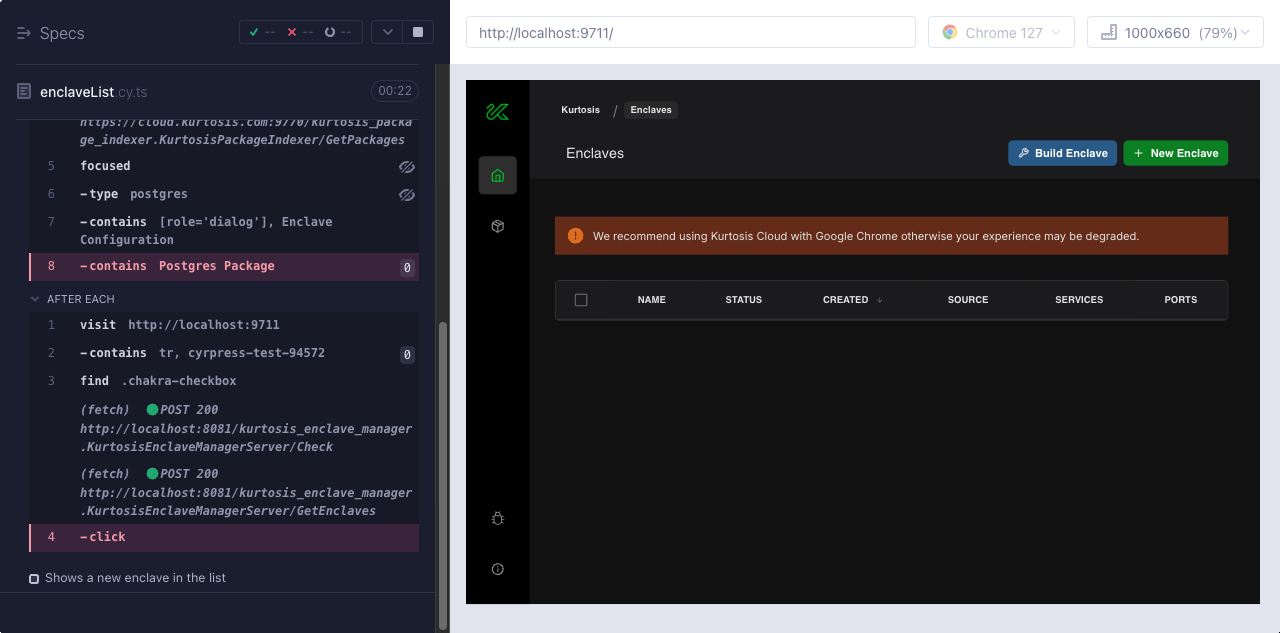 Specs
-- -- --
http://localhost:9711/
Chrome 127
1000x660 (79%)
enclaveList.cy.ts
00:22
https://cloud.kurtosis.com:9770/kurtosis_packa
ge_indexer.KurtosisPackageIndexer/GetPackages
5 focused
6 -type postgres
7 -contains [role='dialog'], Enclave
Configuration
8 -contains Postgres Package 0
AFTER EACH
1 visit http://localhost:9711
2 -contains tr, cyrpress-test-94572 0
3 find .chakra-checkbox
(fetch) POST 200
http://localhost:8081/kurtosis_enclave_manager
.KurtosisEnclaveManagerServer/Check
(fetch) POST 200
http://localhost:8081/kurtosis_enclave_manager
.KurtosisEnclaveManagerServer/GetEnclaves
4 -click
Shows a new enclave in the list
Kurtosis / Enclaves
Enclaves
Build Enclave
+ New Enclave
We recommend using Kurtosis Cloud with Google Chrome otherwise your experience may be degraded.
NAME STATUS CREATED SOURCE SERVICES PORTS